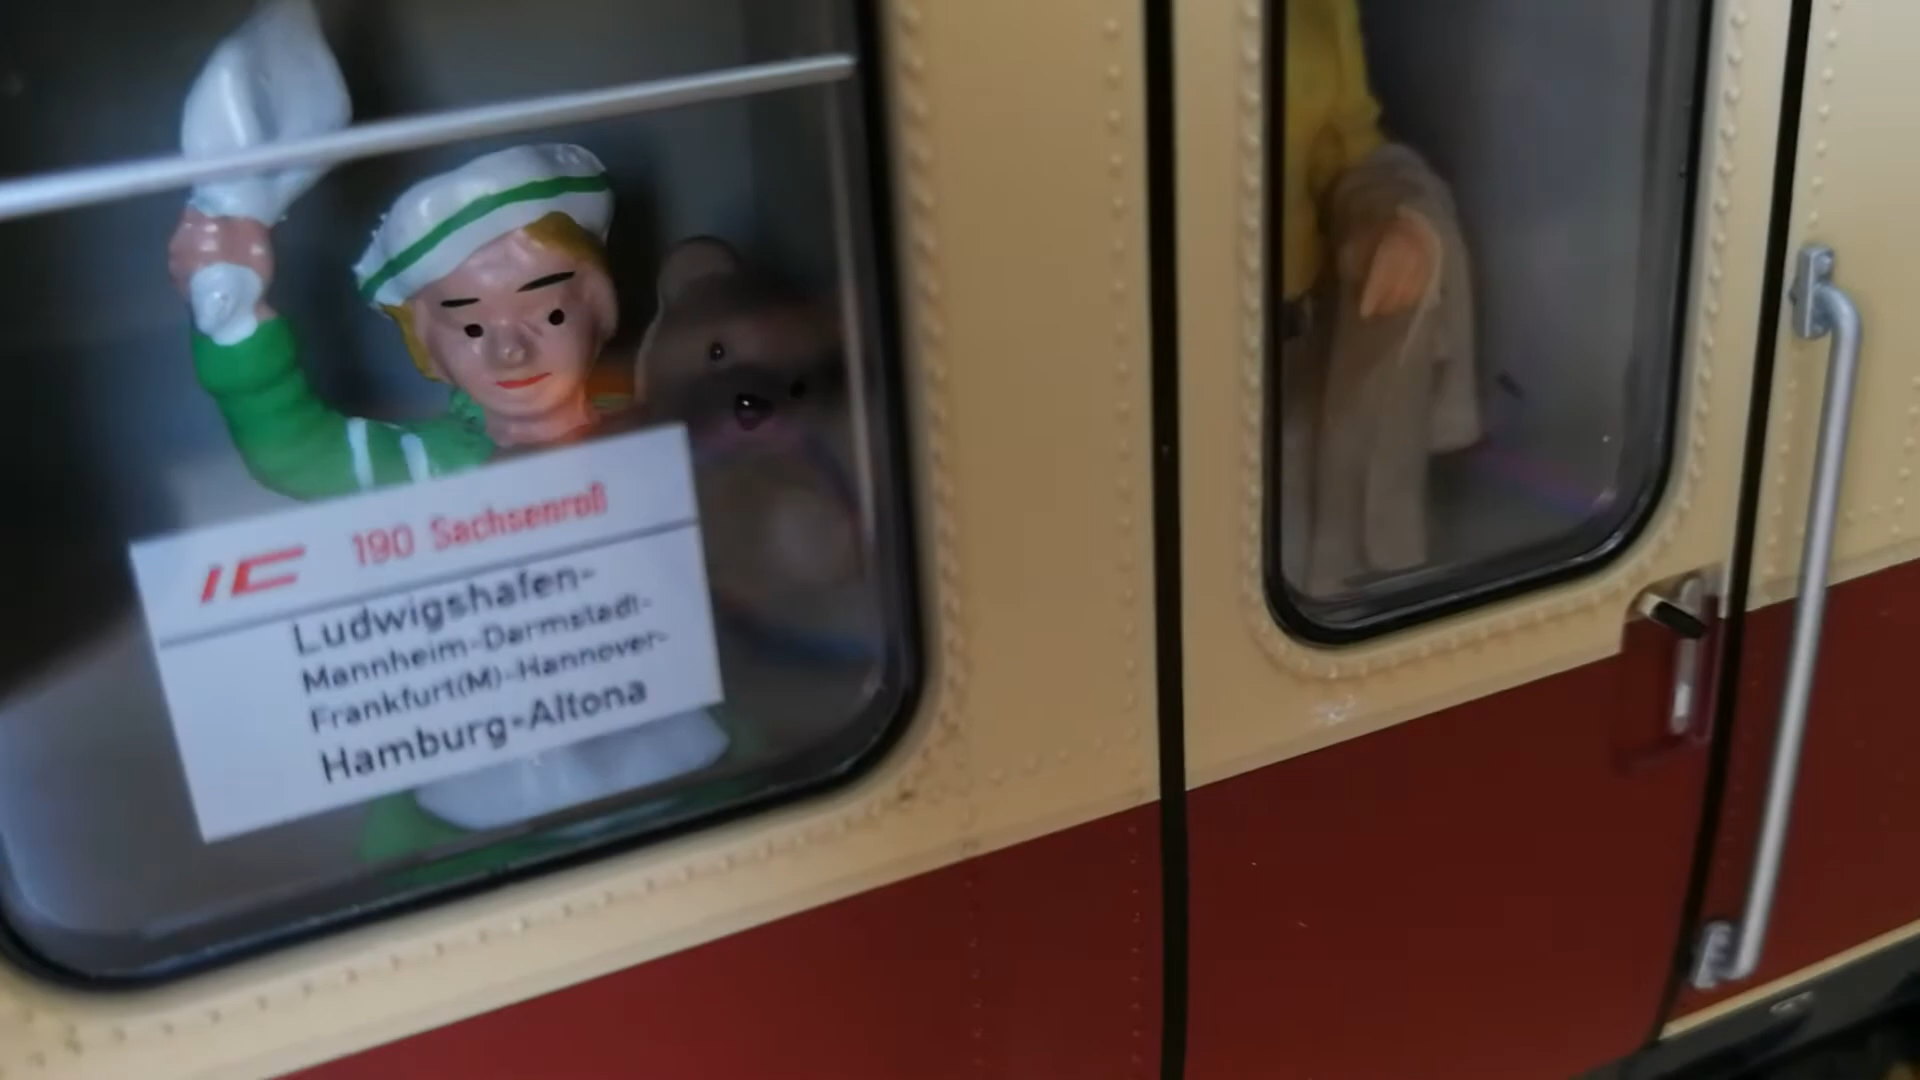 IC 190 Sachsenroß
Ludwigshafen-
Mannheim-Darmstadt-
Frankfurt(M)-Hannover-
Hamburg-Altona